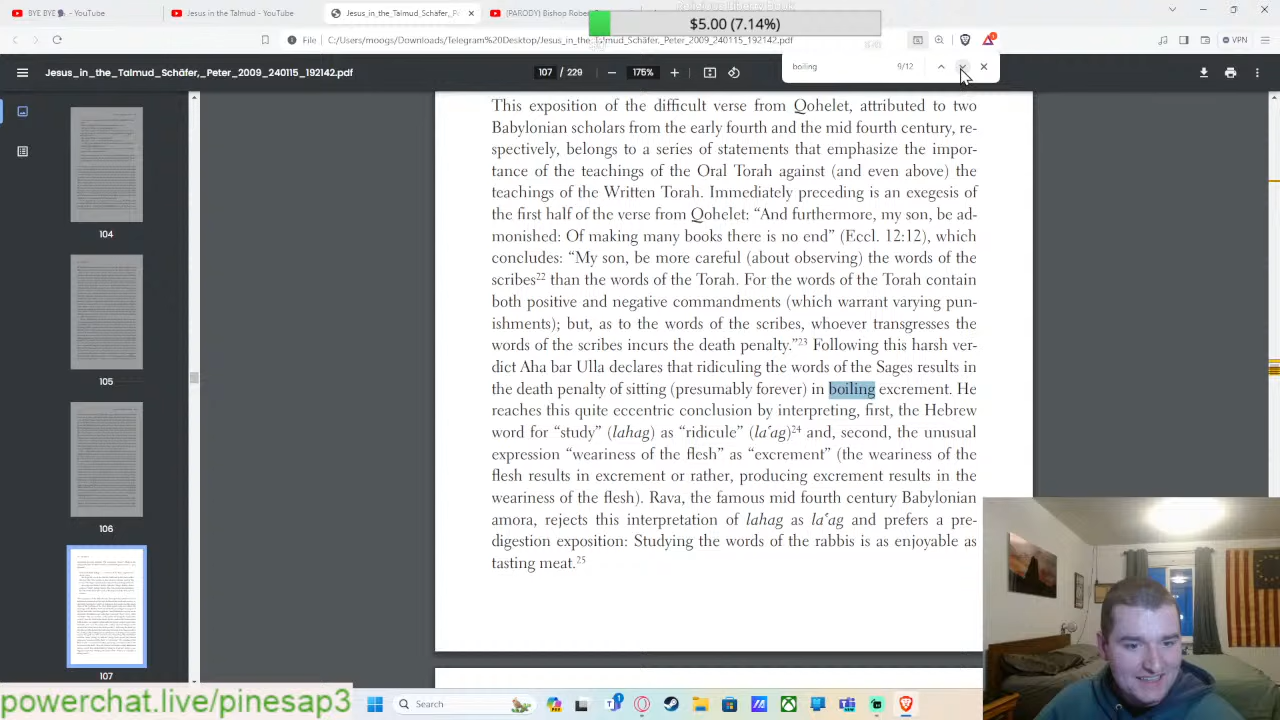 BYE BYE
Jesus in the Talmud
Jesus_in_the_Talmud_Schäfer,
(PARODY) Bishop Rober
$5.00 (7.14%)
File
C:/Users/moogs/Downloads/Telegram%20Desktop/Jesus_in_the_Talmud_Schäfer,_Peter_2009_240115_192142.pdf
VPN
boiling
9/12
Jesus_in_the_Talmud_Schäfer,_Peter_2009_240115_192142.pdf
107 / 229
175%
This exposition of the difficult verse from Qohelet, attributed to two
Babylonian scholars from the early fourth and the mid fourth century, re-
spectively, belongs to a series of statements that emphasize the impor-
tance of the teachings of the Oral Torah against (and even above) the
teachings of the Written Torah. Immediately preceding is an exegesis of
the first half of the verse from Qohelet: “And furthermore, my son, be ad-
monished: Of making many books there is no end” (Eccl. 12:12), which
concludes: “My son, be more careful (about observing) the words of the
scribes22 than the words of the Torah. For the words of the Torah contain
both positive and negative commandments (which warrant varying pun-
ishments); but, as to the words of the scribes, whoever transgresses the
words of the scribes incurs the death penalty.”23 Following this harsh ver-
dict Aha bar Ulla declares that ridiculing the words of the Sages results in
the death penalty of sitting (presumably forever) in boiling excrement. He
reaches this quite eccentric conclusion by interpreting, first, the Hebrew
word for “study” (lahag) as “ridicule” (la‘ag)24 and, second, the unusual
expression “weariness of the flesh” as “excrement” (the weariness of the
flesh results in excrement or rather, producing excrement results in the
weariness of the flesh). Rava, the famous mid fourth century Babylonian
amora, rejects this interpretation of lahag as la‘ag and prefers a pre-
digestion exposition: Studying the words of the rabbis is as enjoyable as
tasting meat.25
104
105
106
107
powerchat.live/pinesap3
Search